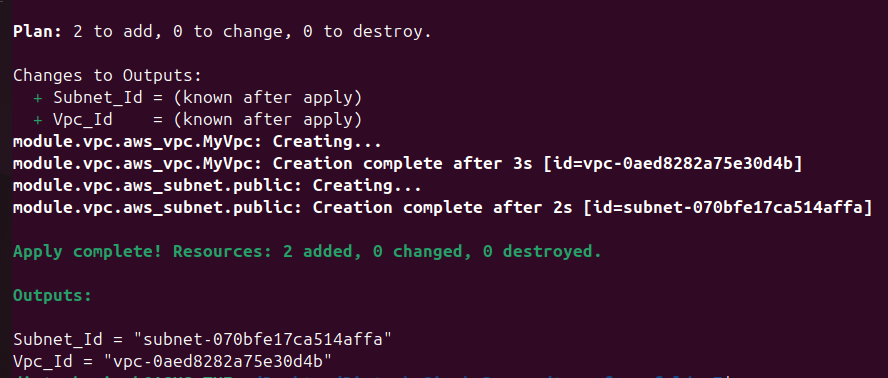 Plan: 2 to add, 0 to change, 0 to destroy.
Changes to Outputs:
+ Subnet_Id = (known after apply)
+ Vpc_Id    = (known after apply)
module.vpc.aws_vpc.MyVpc: Creating...
module.vpc.aws_vpc.MyVpc: Creation complete after 3s [id=vpc-0aed8282a75e30d4b]
module.vpc.aws_subnet.public: Creating...
module.vpc.aws_subnet.public: Creation complete after 2s [id=subnet-070bfe17ca514affa]
Apply complete! Resources: 2 added, 0 changed, 0 destroyed.
Outputs:
Subnet_Id = "subnet-070bfe17ca514affa"
Vpc_Id = "vpc-0aed8282a75e30d4b"